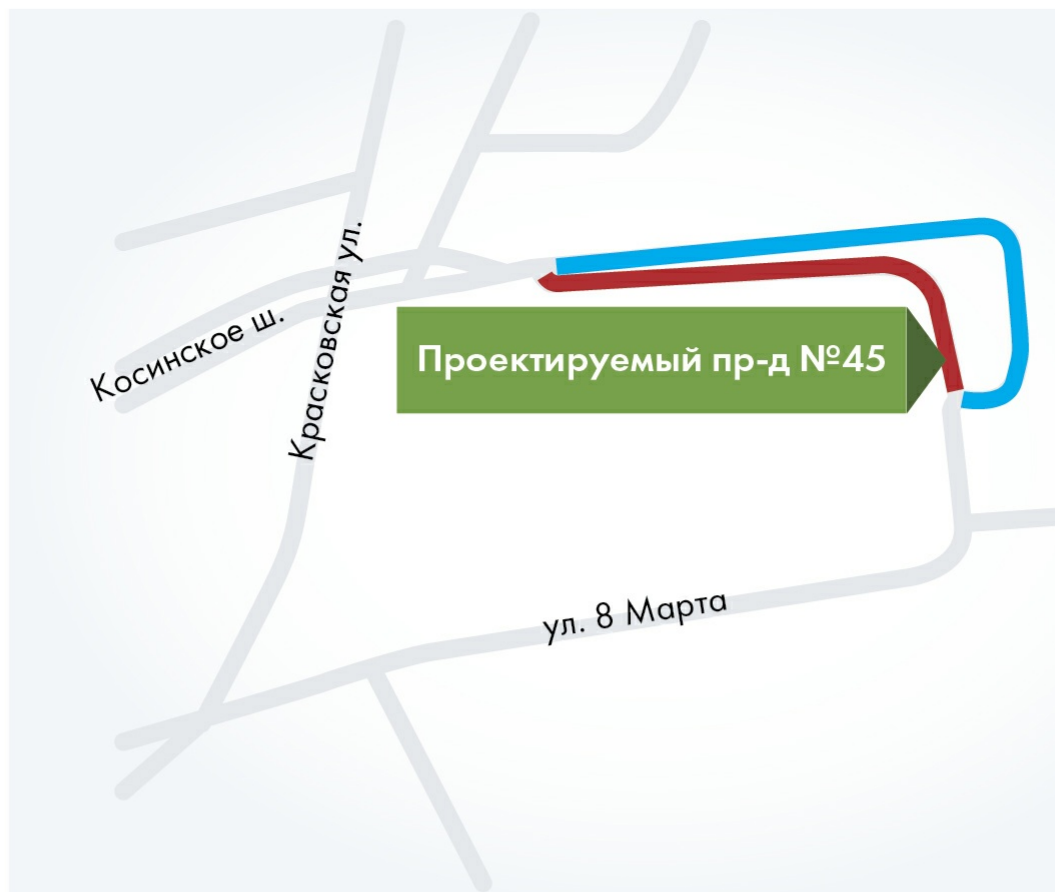 Красковская ул.
Косинское ш.
Проектируемый пр-д №45
ул. 8 Марта